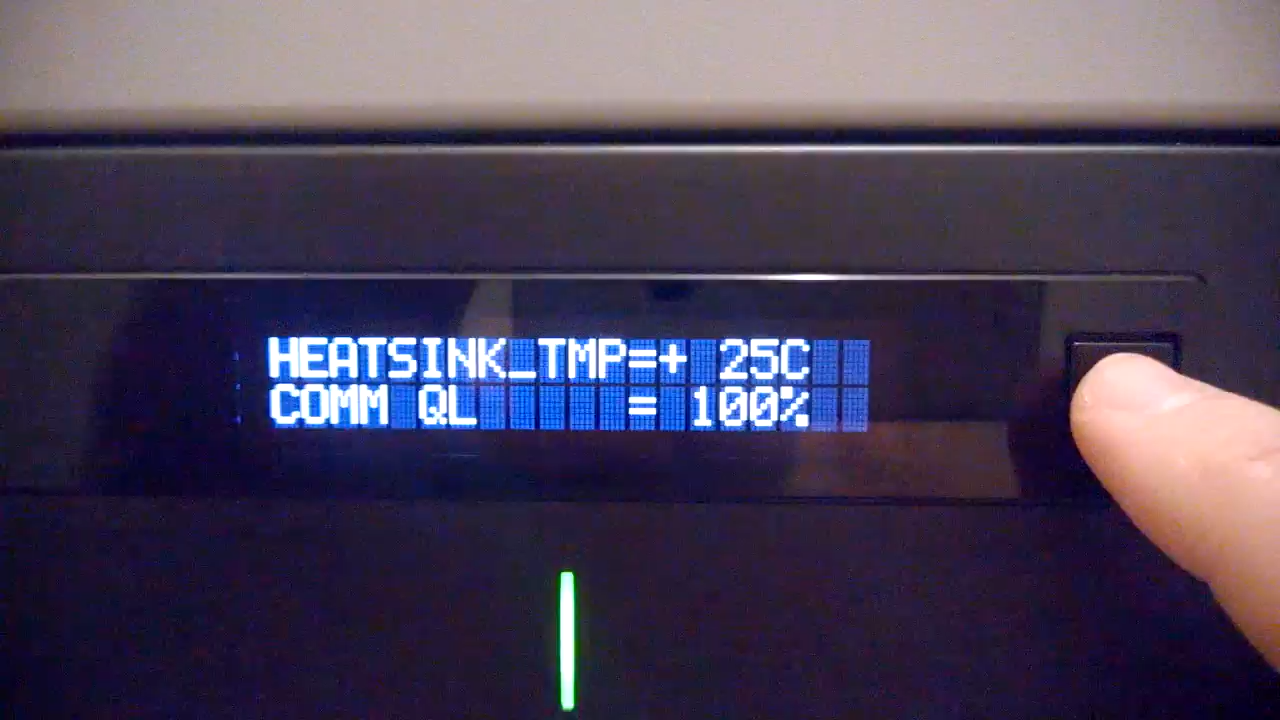 HEATSINK_TMP=+ 25C
COMM QL = 100%